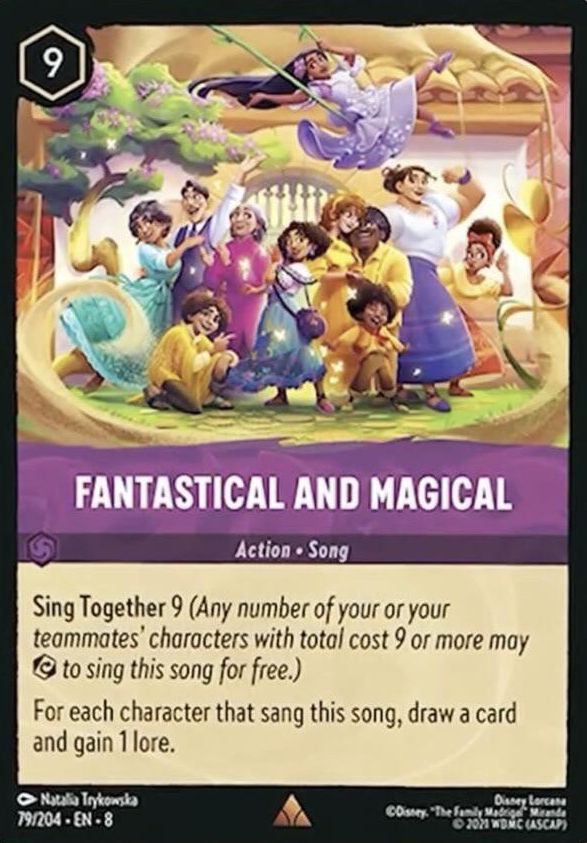 9
FANTASTICAL AND MAGICAL
Action • Song
Sing Together 9 (Any number of your or your
teammates' characters with total cost 9 or more may
to sing this song for free.)
For each character that sang this song, draw a card
and gain 1 lore.
Natalia Trykowska
79/204 • EN • 8
Disney Lorcana
©Disney. "The Family Madrigal" Miranda
© 2021 WDMC (ASCAP)